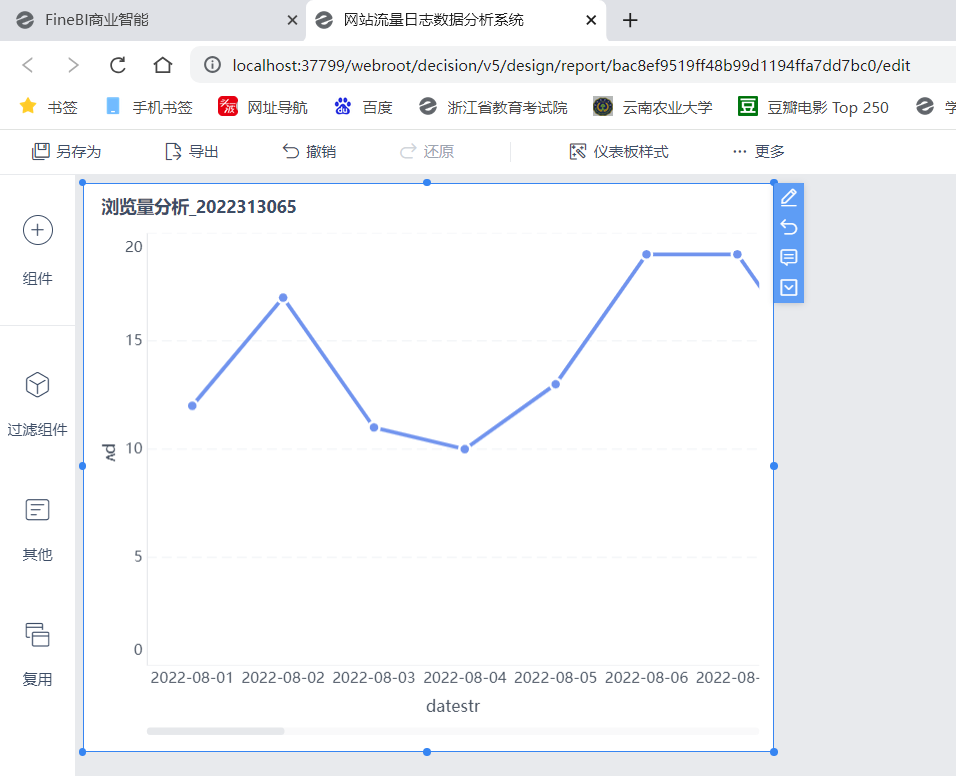 FineBI商业智能
网站流量日志数据分析系统
localhost:37799/webroot/decision/v5/design/report/bac8ef9519ff48b99d1194ffa7dd7bc0/edit
书签 手机书签 网址导航 百度 浙江省教育考试院 云南农业大学 豆瓣电影 Top 250 学
另存为 导出 撤销 还原 仪表板样式 ··· 更多
组件
过滤组件
其他
复用
浏览量分析_2022313065
20
15
10
5
0
pv
2022-08-01 2022-08-02 2022-08-03 2022-08-04 2022-08-05 2022-08-06 2022-08-
datestr